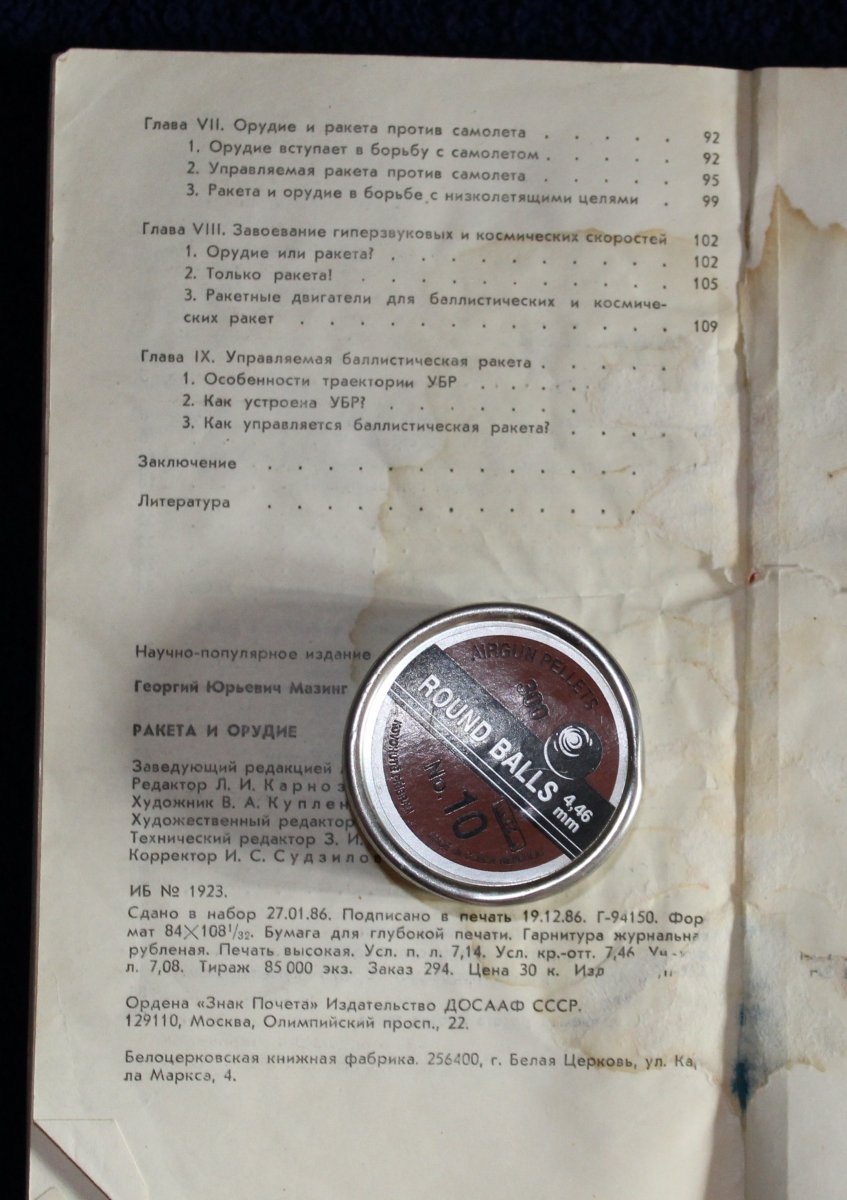 Глава VII. Орудие и ракета против самолета . . . . . 92
1. Орудие вступает в борьбу с самолетом . . . . . 92
2. Управляемая ракета против самолета . . . . . 95
3. Ракета и орудие в борьбе с низколетящими целями . 99
Глава VIII. Завоевание гиперзвуковых и космических скоростей 102
1. Орудие или ракета? . . . . . . . . . . 102
2. Только ракета! . . . . . . . . . . . 105
3. Ракетные двигатели для баллистических и космиче-
ских ракет . . . . . . . . . . . . . 109
Глава IX. Управляемая баллистическая ракета . . . . .
1. Особенности траектории УБР . . . . .
2. Как устроена УБР? . . . . . . .
3. Как управляется баллистическая ракета? . . . .
Заключение . . . . . . . . . . . . .
Литература . . . . . . . . . . . . .
Научно-популярное издание
Георгий Юрьевич Мазинг
РАКЕТА И ОРУДИЕ
Заведующий редакцией
Редактор Л. И. Карноз
Художник В. А. Куплен
Художественный редактор
Технический редактор З. И.
Корректор И. С. Судзилов
ИБ № 1923.
Сдано в набор 27.01.86. Подписано в печать 19.12.86. Г-94150. Фор
мат 84×108¹/₃₂. Бумага для глубокой печати. Гарнитура журнальна
рубленая. Печать высокая. Усл. п. л. 7,14. Усл. кр.-отт. 7,46
л. 7,08. Тираж 85 000 экз. Заказ 294. Цена 30 к. Изд
Ордена «Знак Почета» Издательство ДОСААФ СССР.
129110, Москва, Олимпийский просп., 22.
Белоцерковская книжная фабрика. 256400, г. Белая Церковь, ул. Ка
ла Маркса, 4.
AIRGUN PELLETS
300
ROUND BALLS
4,46
mm
No. 10